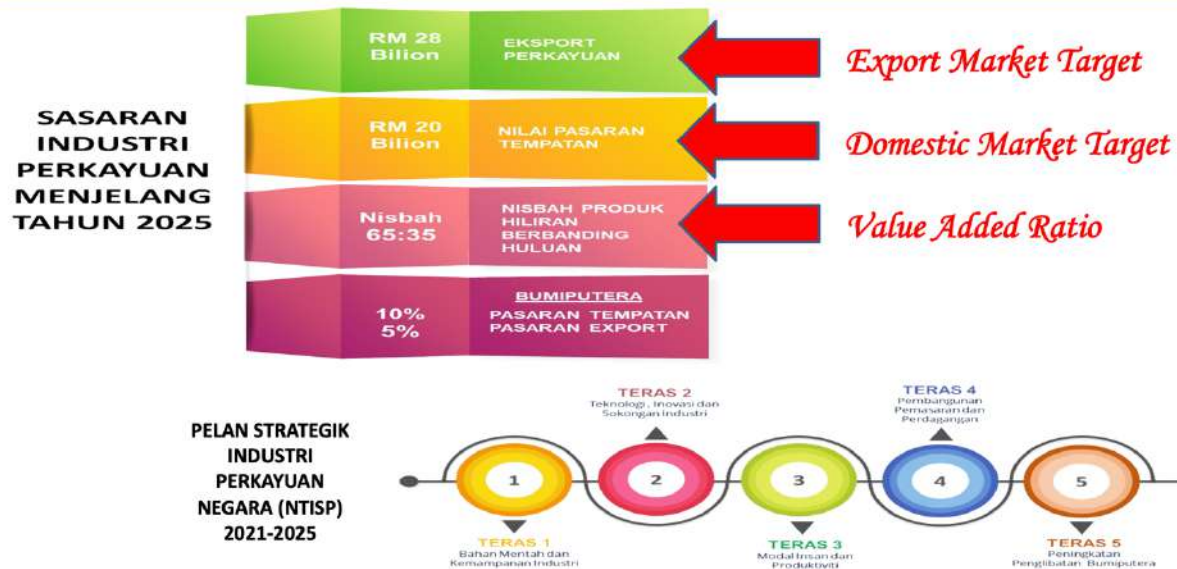 SASARAN
INDUSTRI
PERKAYUAN
MENJELANG
TAHUN 2025
RM 28
Bilion
EKSPORT
PERKAYUAN
Export Market Target
RM 20
Bilion
NILAI PASARAN
TEMPATAN
Domestic Market Target
Nisbah
65:35
NISBAH PRODUK
HILIRAN
BERBANDING
HULUAN
Value Added Ratio
10%
5%
BUMIPUTERA
PASARAN TEMPATAN
PASARAN EXPORT
PELAN STRATEGIK
INDUSTRI
PERKAYUAN
NEGARA (NTISP)
2021-2025
1
TERAS 1
Bahan Mentah dan
Kemampanan Industri
TERAS 2
Teknologi, Inovasi dan
Sokongan Industri
2
3
TERAS 3
Modal Insan dan
Produktiviti
TERAS 4
Pembangunan
Pemasaran dan
Perdagangan
4
5
TERAS 5
Peningkatan
Penglibatan Bumiputera